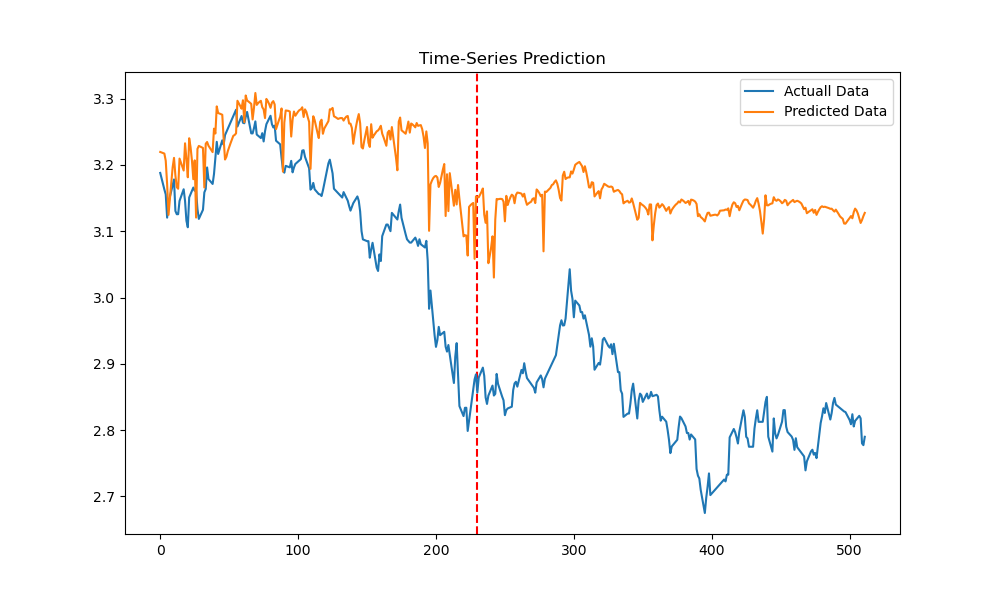 Time-Series Prediction
Actuall Data
Predicted Data
3.3
3.2
3.1
3.0
2.9
2.8
2.7
0 100 200 300 400 500